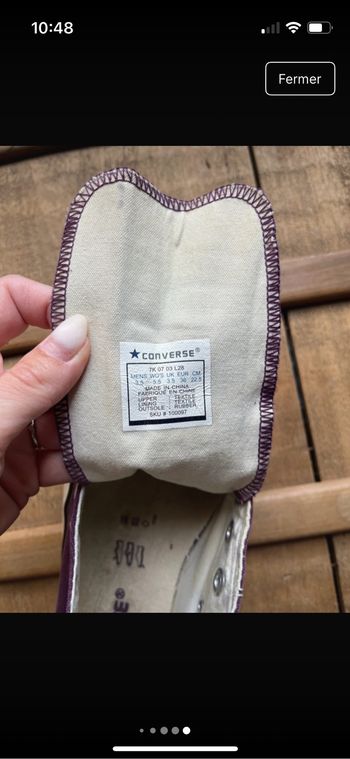 10:48
Fermer
CONVERSE®
7K 07 03 L28
MENS WO'S UK EUR CM
3.5 5.5 3.5 36 22.5
MADE IN CHINA
FABRIQUÉ EN CHINE
UPPER : TEXTILE
LINING : TEXTILE
OUTSOLE : RUBBER
SKU # 100097